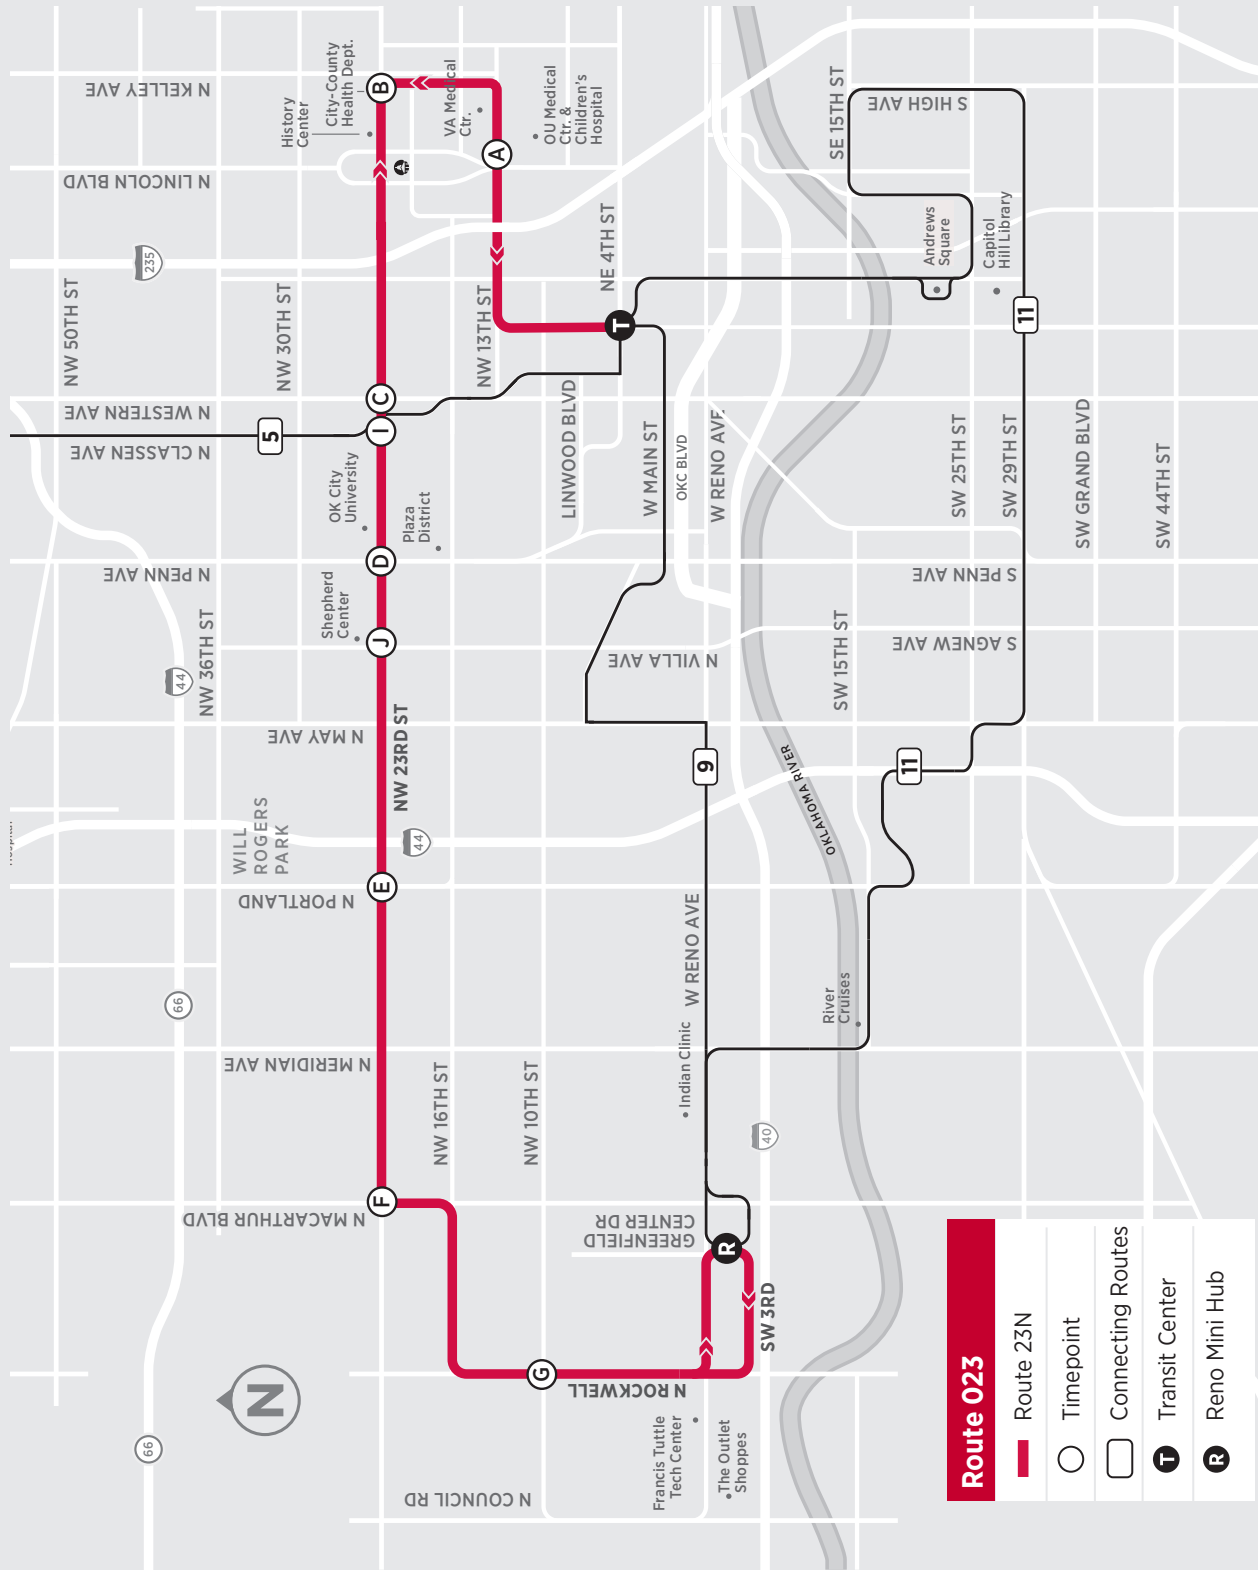 N KELLEY AVE
N LINCOLN BLVD
235
NW 50TH ST
NW 30TH ST
N WESTERN AVE
N CLASSEN AVE
5
N PENN AVE
NW 36TH ST
44
N MAY AVE
WILL
ROGERS
PARK
44
N PORTLAND
66
N MERIDIAN AVE
N MACARTHUR BLVD
66
N
History
Center
City-County
Health Dept.
VA Medical
Ctr.
OU Medical
Ctr. &
Children's
Hospital
B
A
C
I
D
J
E
F
G
T
R
NW 13TH ST
NE 4TH ST
OK City
University
Plaza
District
Shepherd
Center
NW 23RD ST
LINWOOD BLVD
W MAIN ST
OKC BLVD
W RENO AVE
N VILLA AVE
9
W RENO AVE
Indian Clinic
NW 16TH ST
NW 10TH ST
GREENFIELD
CENTER DR
40
SW 3RD
N ROCKWELL
Francis Tuttle
Tech Center
The Outlet
Shoppes
N COUNCIL RD
SE 15TH ST
S HIGH AVE
Andrews
Square
Capitol
Hill Library
11
SW 25TH ST
SW 29TH ST
SW GRAND BLVD
SW 44TH ST
S PENN AVE
S AGNEW AVE
SW 15TH ST
OKLAHOMA RIVER
11
River
Cruises
Route 023
Route 23N
Timepoint
Connecting Routes
T Transit Center
R Reno Mini Hub